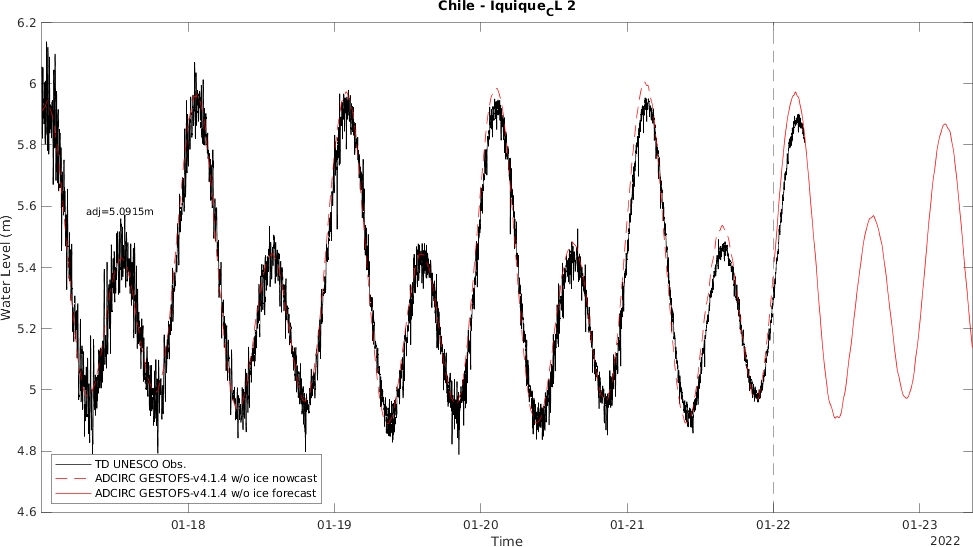 Chile - Iquique_CL 2
6.2
6
5.8
5.6
5.4
5.2
5
4.8
4.6
Water Level (m)
adj=5.0915m
TD UNESCO Obs.
ADCIRC GESTOFS-v4.1.4 w/o ice nowcast
ADCIRC GESTOFS-v4.1.4 w/o ice forecast
01-18
01-19
01-20
01-21
01-22
01-23
Time
2022